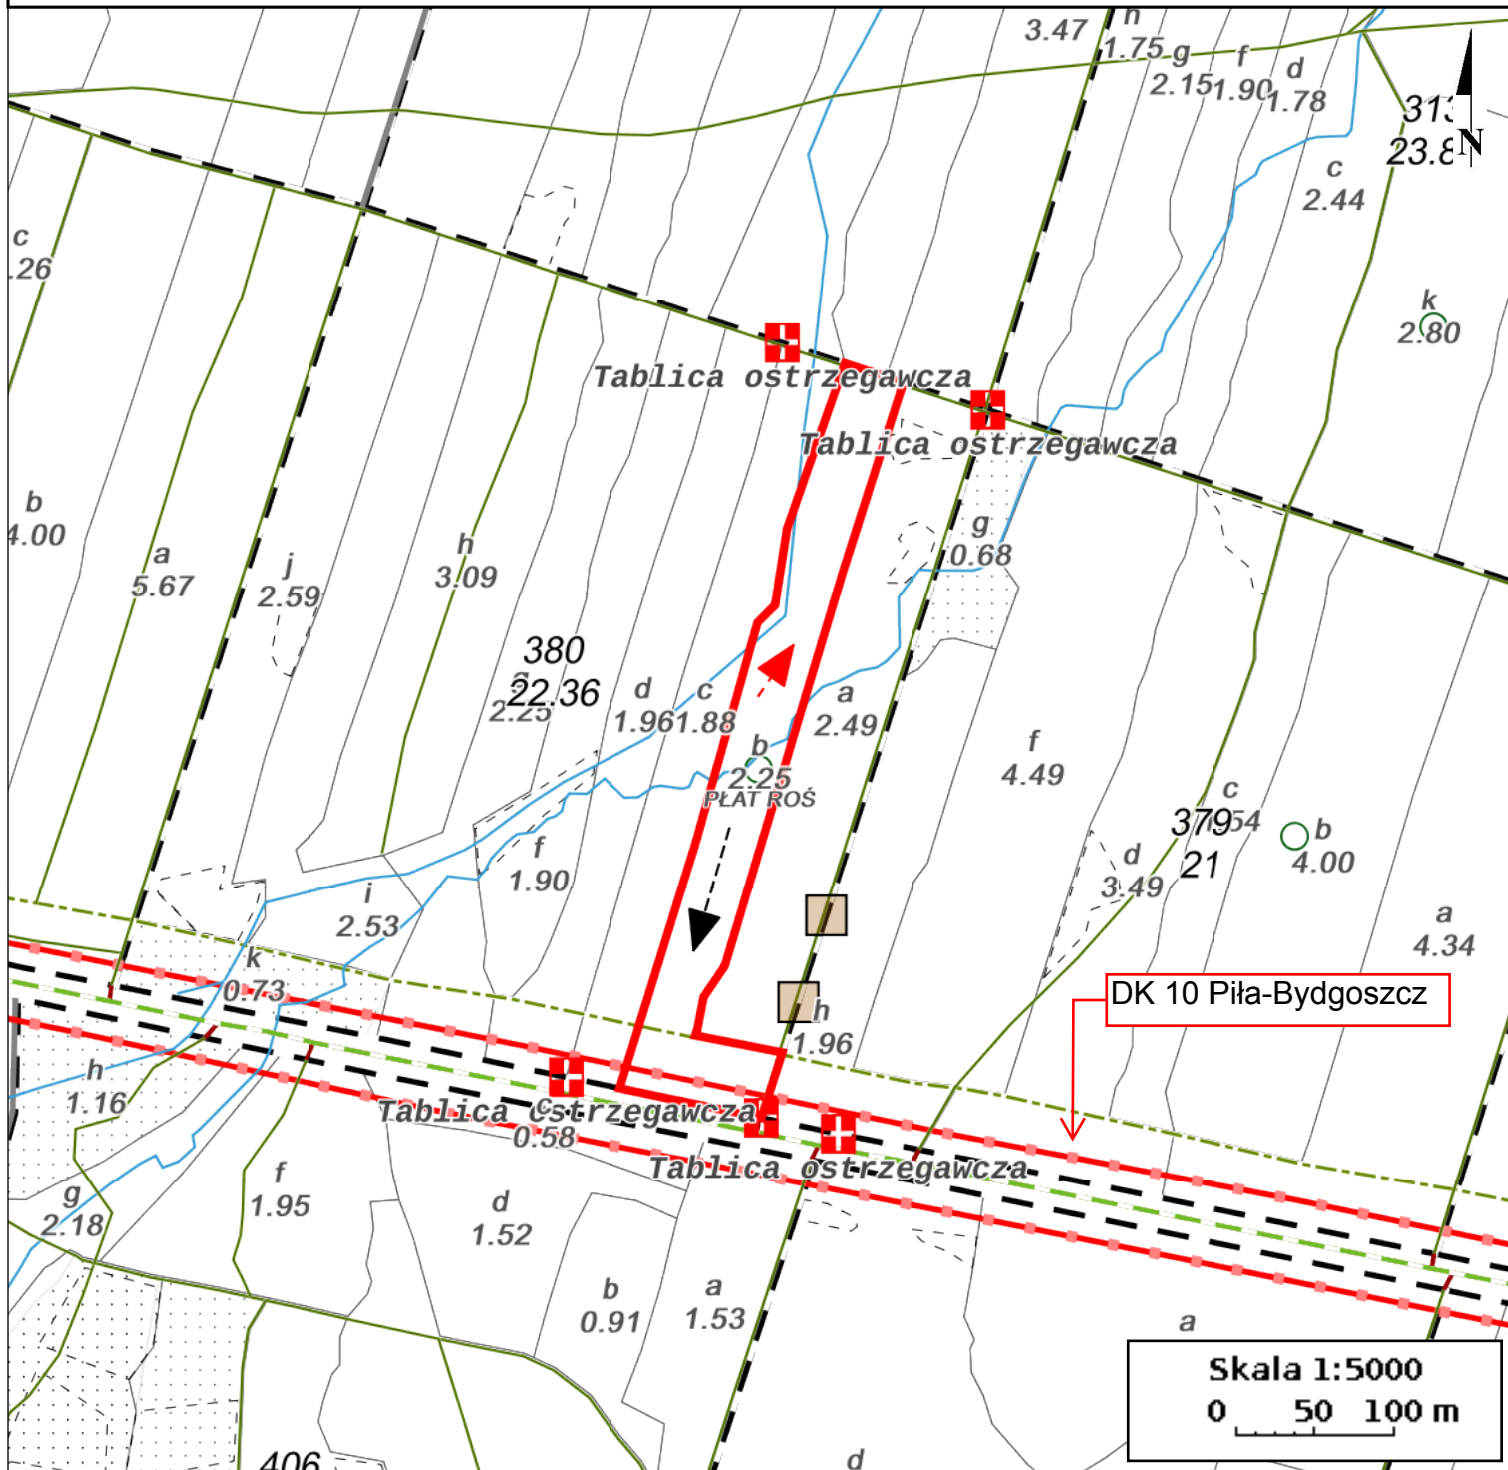 h
3.47
1.75
g
f
d
2.15
1.90
1.78
313
23.8
N
c
2.44
c
.26
k
2.80
Tablica ostrzegawcza
Tablica ostrzegawcza
b
4.00
a
5.67
j
2.59
h
3.09
g
0.68
380
22.36
g
2.25
d
1.96
c
1.88
a
2.49
b
2.25
PŁAT ROŚ
f
4.49
c
379
1.54
21
b
4.00
d
3.49
f
1.90
i
2.53
a
4.34
k
0.73
DK 10 Piła-Bydgoszcz
h
1.96
h
1.16
Tablica ostrzegawcza
c
0.58
Tablica ostrzegawcza
g
2.18
f
1.95
d
1.52
b
0.91
a
1.53
a
Skala 1:5000
0 50 100 m
d
406